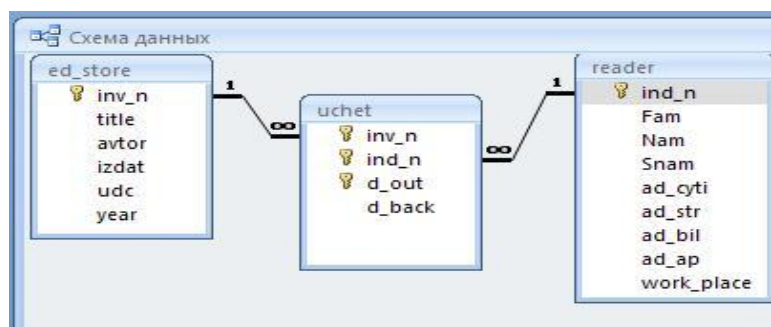 Схема данных
ed_store
inv_n
title
avtor
izdat
udc
year
1
∞
uchet
inv_n
ind_n
d_out
d_back
∞
1
reader
ind_n
Fam
Nam
Snam
ad_cyti
ad_str
ad_bil
ad_ap
work_place